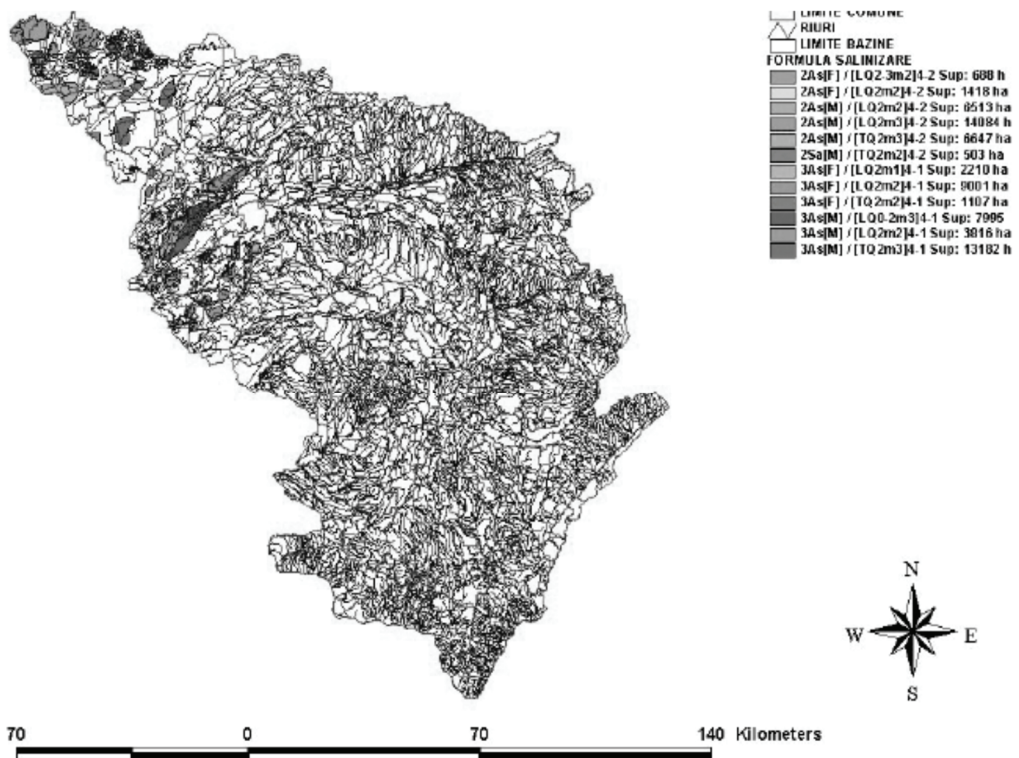 LIMITE COMUNE
RIURI
LIMITE BAZINE
FORMULA SALINIZARE
2As[F] / [LQ2-3m2]4-2 Sup: 688 h
2As[F] / [LQ2m2]4-2 Sup: 1418 ha
2As[M] / [LQ2m2]4-2 Sup: 6513 ha
2As[M] / [LQ2m3]4-2 Sup: 14084 h
2As[M] / [TQ2m3]4-2 Sup: 6647 ha
2Sa[M] / [TQ2m2]4-2 Sup: 503 ha
3As[F] / [LQ2m1]4-1 Sup: 2210 ha
3As[F] / [LQ2m2]4-1 Sup: 9001 ha
3As[F] / [TQ2m2]4-1 Sup: 1107 ha
3As[M] / [LQ0-2m3]4-1 Sup: 7995
3As[M] / [LQ2m2]4-1 Sup: 3816 ha
3As[M] / [TQ2m3]4-1 Sup: 13182 h
N
W E
S
70 0 70 140 Kilometers